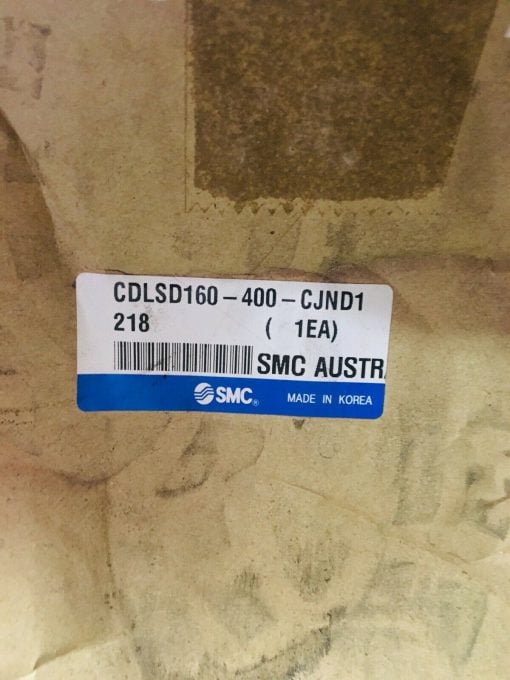 CDLSD160-400-CJND1
218 ( 1EA)
SMC AUSTR
SMC® MADE IN KOREA